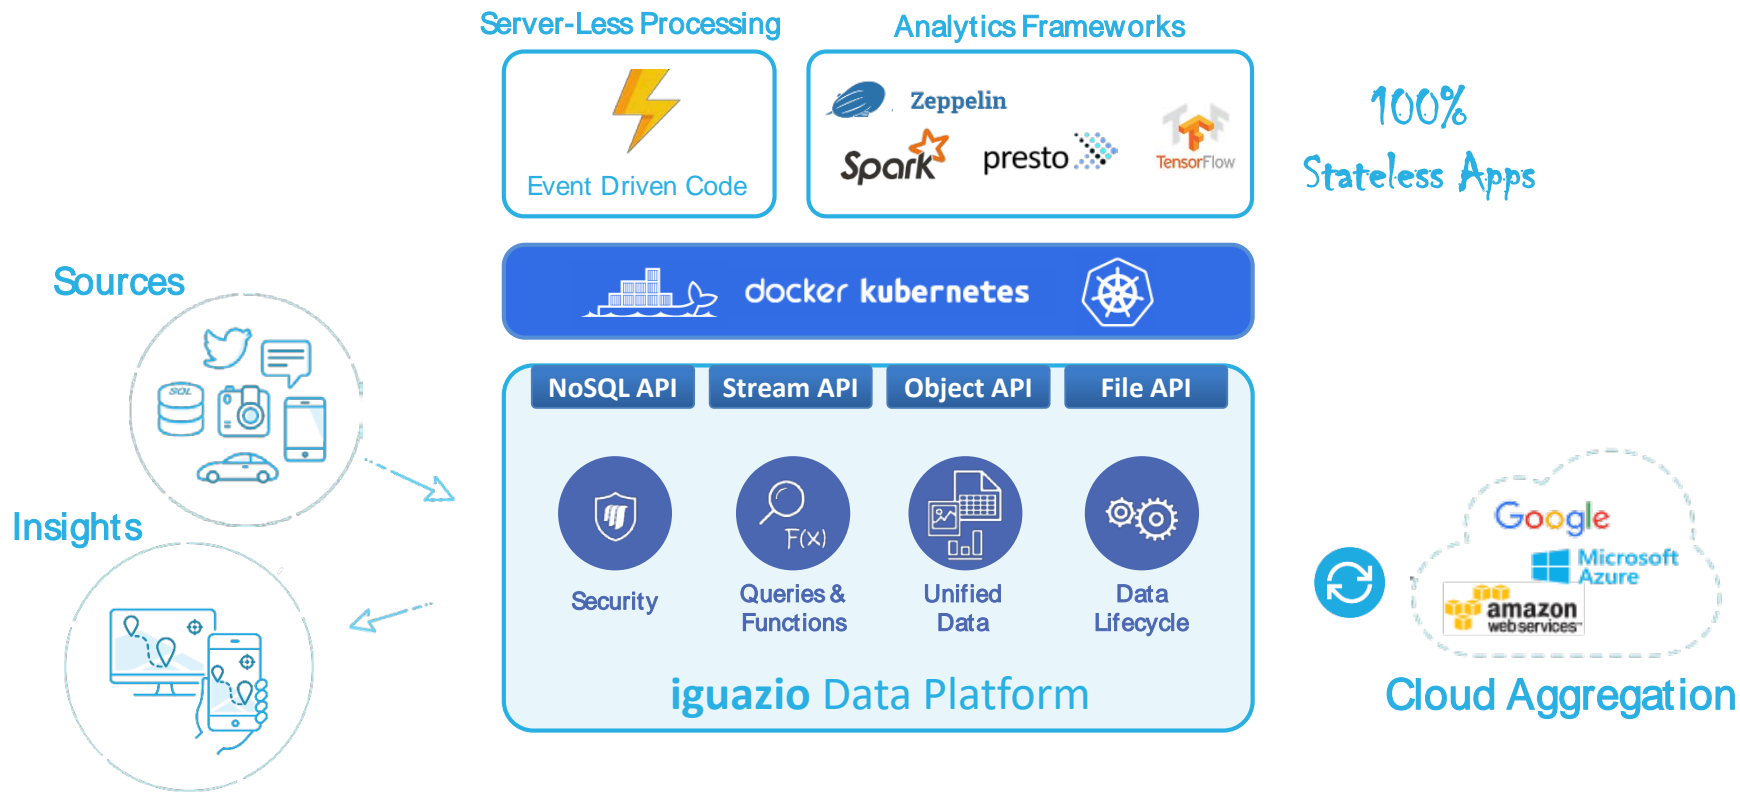 Server-Less Processing
Analytics Frameworks
Zeppelin
Spark
presto
TensorFlow
Event Driven Code
100%
Stateless Apps
docker kubernetes
Sources
SQL
Insights
NoSQL API
Stream API
Object API
File API
F(x)
Security
Queries &
Functions
Unified
Data
Data
Lifecycle
iguazio Data Platform
Google
Microsoft
Azure
amazon
web services™
Cloud Aggregation